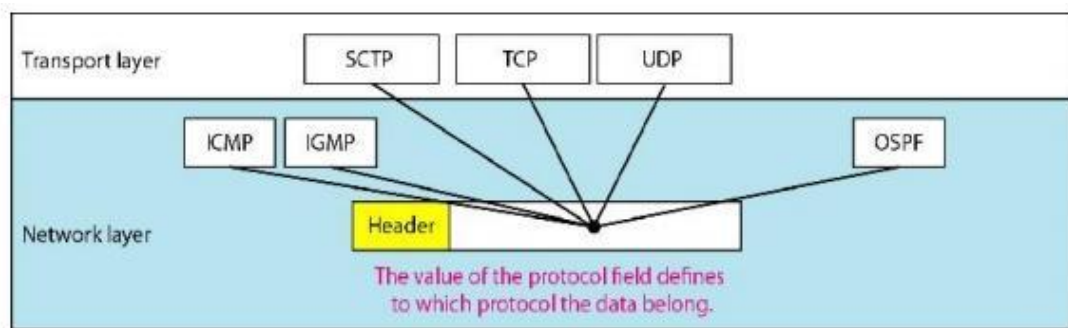 Transport layer
SCTP
TCP
UDP
ICMP
IGMP
OSPF
Network layer
Header
The value of the protocol field defines
to which protocol the data belong.